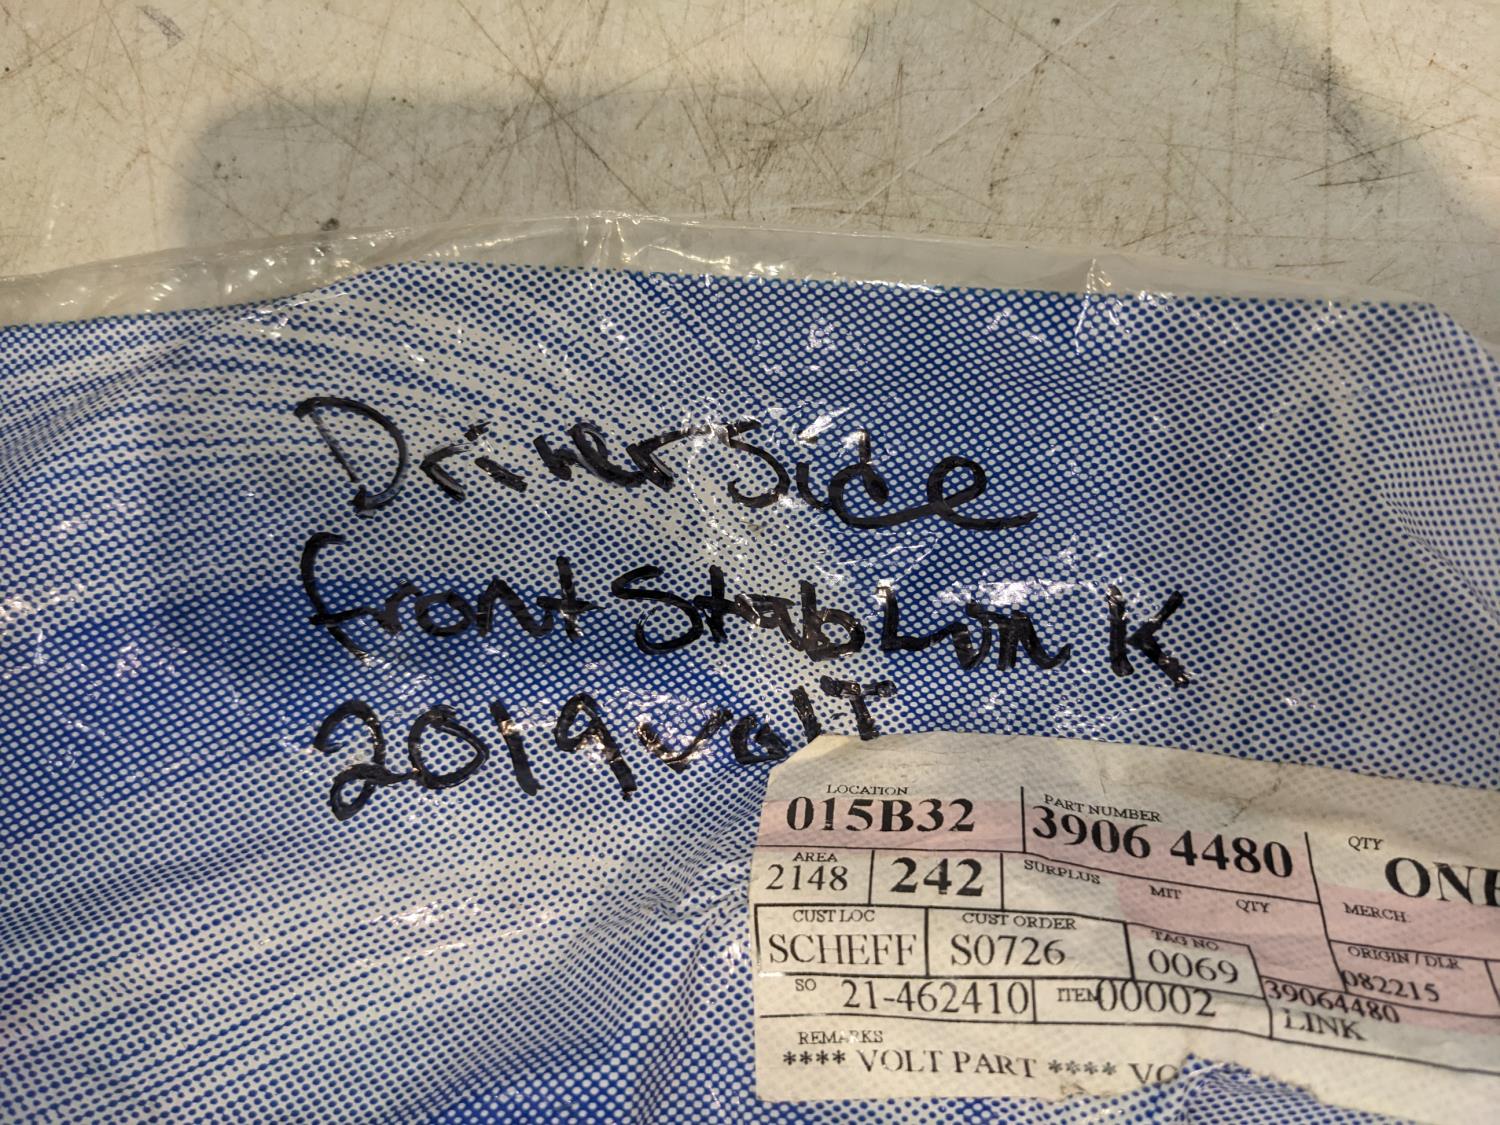 Driver Side
front Stab Link
2019 volT
LOCATION
015B32
PART NUMBER
3906 4480
QTY
ONE
AREA
2148
242
SURPLUS
MIT
QTY
MERCH
CUST LOC
SCHEFF
CUST ORDER
S0726
TAG NO
0069
ORIGIN / DLR
082215
SO 21-462410
ITEM 00002
39064480
LINK
REMARKS
**** VOLT PART **** VO